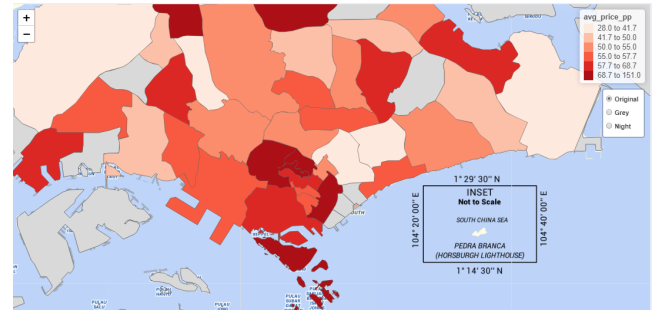 +
−
avg_price_pp
28.0 to 41.7
41.7 to 50.0
50.0 to 55.0
55.0 to 57.7
57.7 to 68.7
68.7 to 151.0
Original
Grey
Night
1° 29' 30" N
INSET
Not to Scale
SOUTH CHINA SEA
PEDRA BRANCA
(HORSBURGH LIGHTHOUSE)
104° 20' 00" E
104° 40' 00" E
1° 14' 30" N
PULAU
PULAU